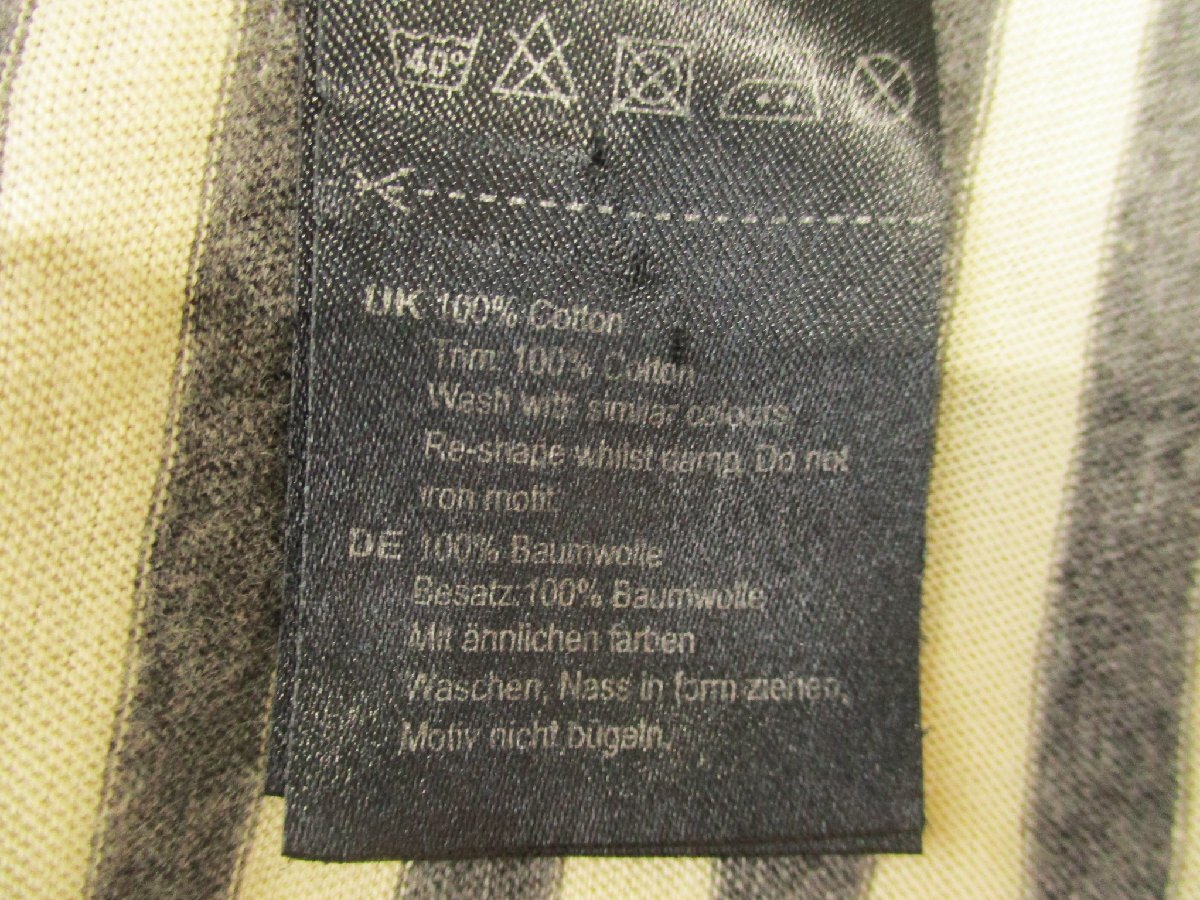 40°
UK 100% Cotton
Trim: 100% Cotton
Wash with similar colours.
Re-shape whilst damp. Do not
iron motif.
DE 100% Baumwolle
Besatz:100% Baumwolle
Mit ähnlichen farben
Waschen. Nass in form ziehen.
Motiv nicht bügeln.